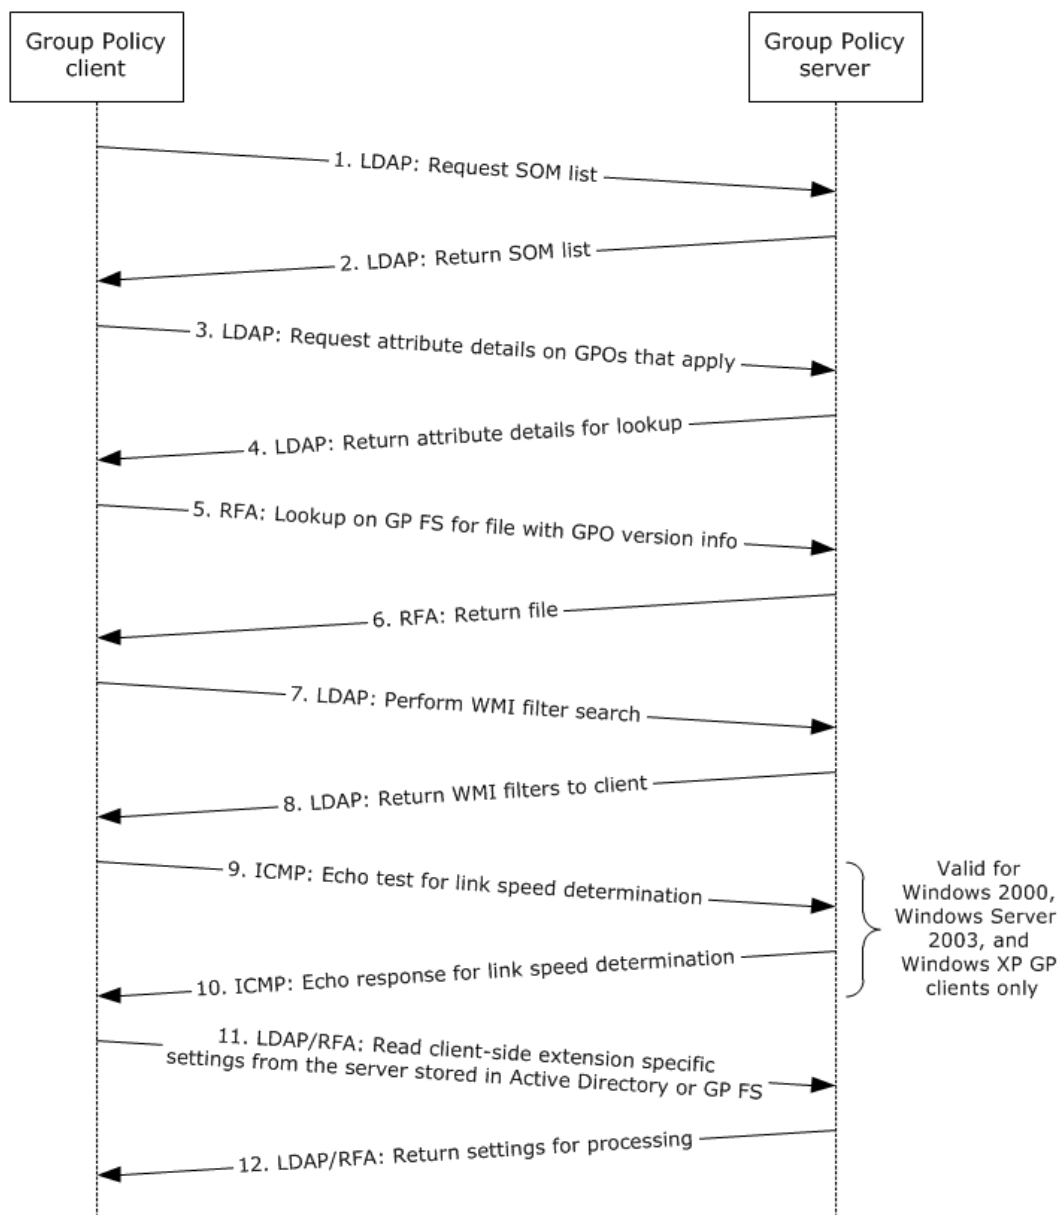 Group Policy
client
Group Policy
server
1. LDAP: Request SOM list
2. LDAP: Return SOM list
3. LDAP: Request attribute details on GPOs that apply
4. LDAP: Return attribute details for lookup
5. RFA: Lookup on GP FS for file with GPO version info
6. RFA: Return file
7. LDAP: Perform WMI filter search
8. LDAP: Return WMI filters to client
9. ICMP: Echo test for link speed determination
10. ICMP: Echo response for link speed determination
Valid for
Windows 2000,
Windows Server
2003, and
Windows XP GP
clients only
11. LDAP/RFA: Read client-side extension specific
settings from the server stored in Active Directory or GP FS
12. LDAP/RFA: Return settings for processing